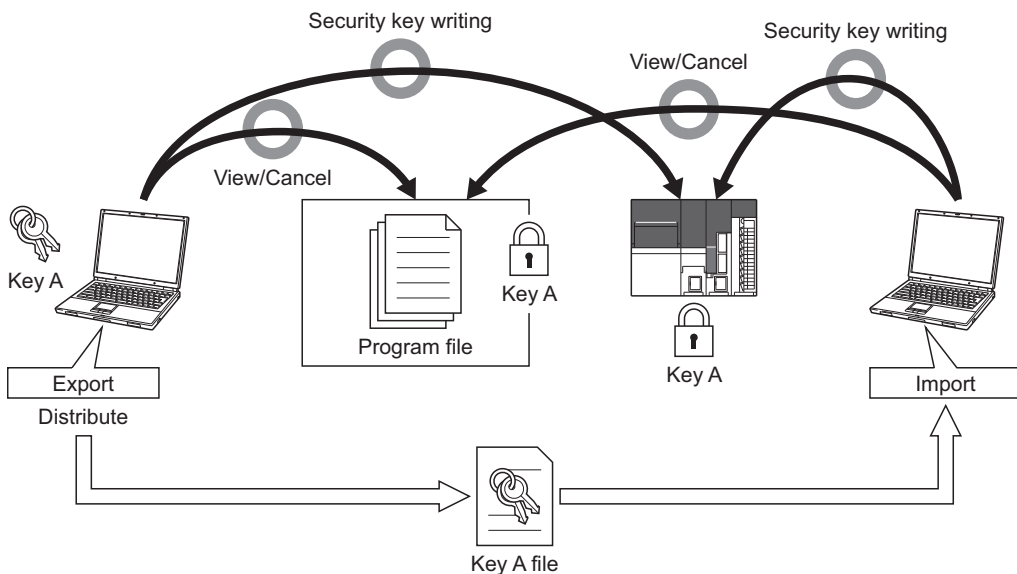 Security key writing
Security key writing
View/Cancel
View/Cancel
Key A
Key A
Program file
Key A
Export
Import
Distribute
Key A file